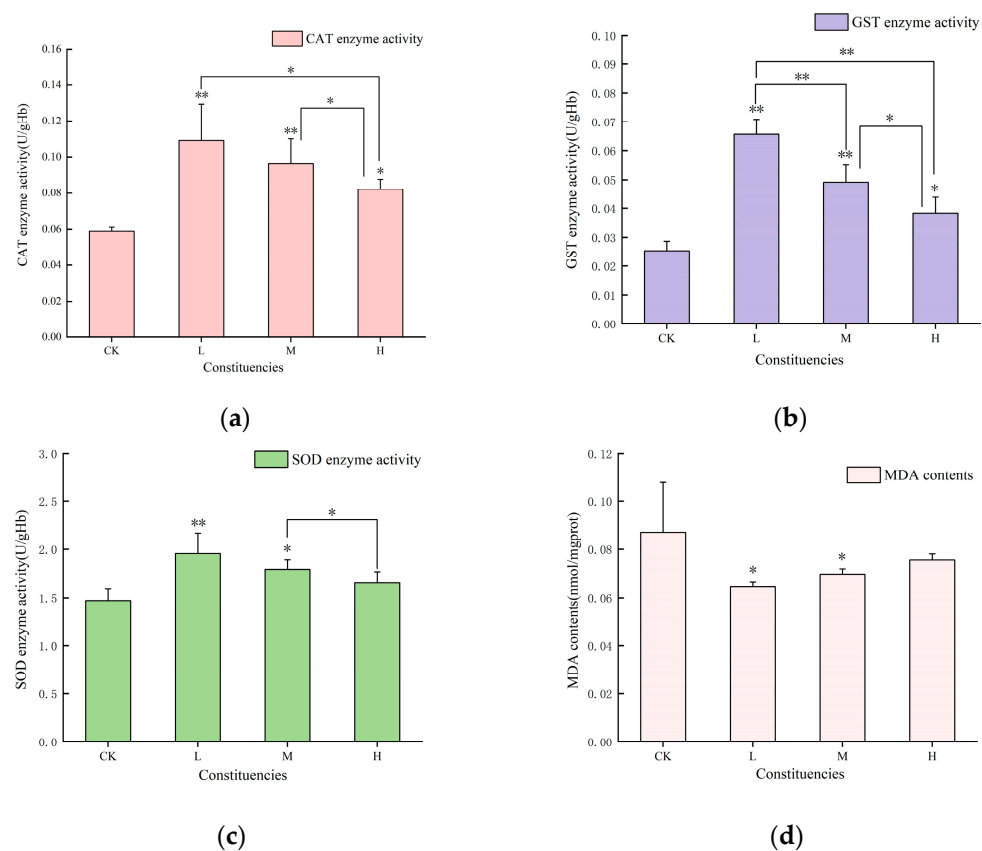 CAT enzyme activity
0.16
0.14
0.12
0.10
0.08
0.06
0.04
0.02
0.00
CAT enzyme activity(U/gHb)
**
**
*
*
*
CK L M H
Constituencies
(a)
GST enzyme activity
0.10
0.09
0.08
0.07
0.06
0.05
0.04
0.03
0.02
0.01
0.00
GST enzyme activity(U/gHb)
**
**
**
*
**
*
CK L M H
Constituencies
(b)
SOD enzyme activity
3.0
2.5
2.0
1.5
1.0
0.5
0.0
SOD enzyme activity(U/gHb)
**
*
*
CK L M H
Constituencies
(c)
MDA contents
0.12
0.10
0.08
0.06
0.04
0.02
0.00
MDA contents(nmol/mgprot)
*
*
CK L M H
Constituencies
(d)